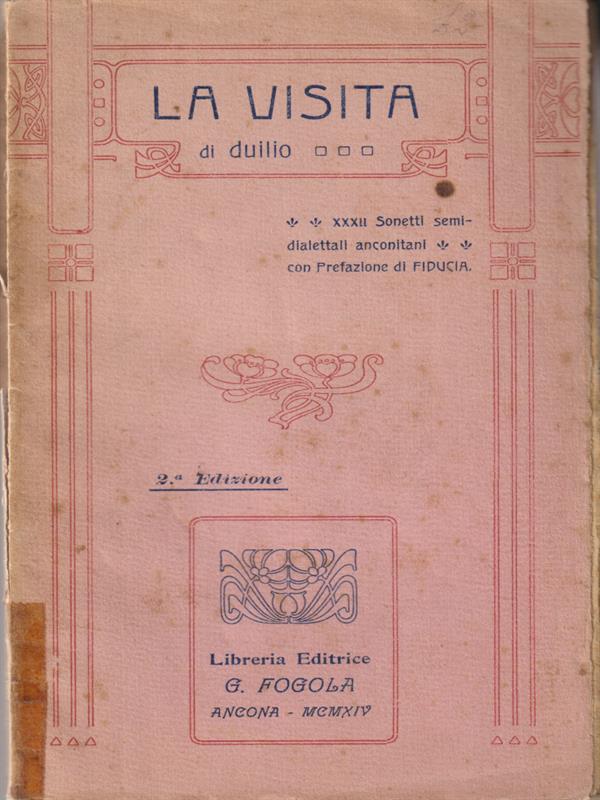 LA VISITA
di duilio
XXXII Sonetti semi-
dialettali anconitani
con Prefazione di FIDUCIA.
2.ª Edizione
Libreria Editrice
G. FOGOLA
ANCONA - MCMXIV